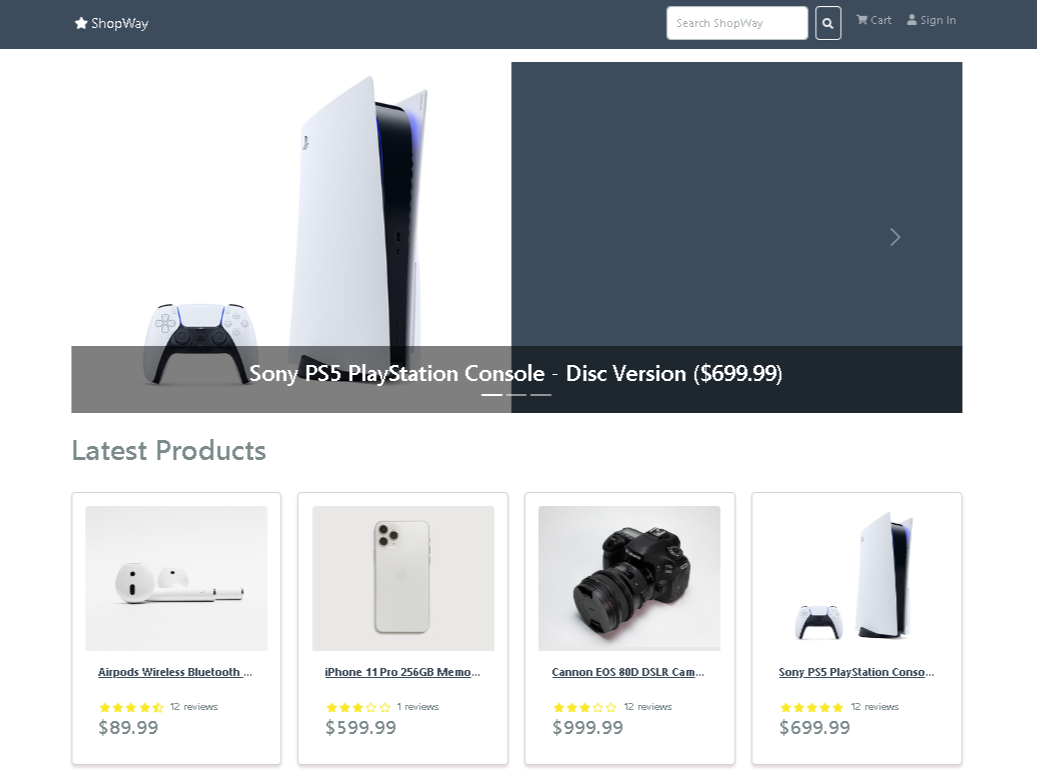 ShopWay
Search ShopWay
Cart
Sign In
Sony PS5 PlayStation Console - Disc Version ($699.99)
Latest Products
Airpods Wireless Bluetooth ...
12 reviews
$89.99
iPhone 11 Pro 256GB Memo...
1 reviews
$599.99
Cannon EOS 80D DSLR Cam...
12 reviews
$999.99
Sony PS5 PlayStation Conso...
12 reviews
$699.99